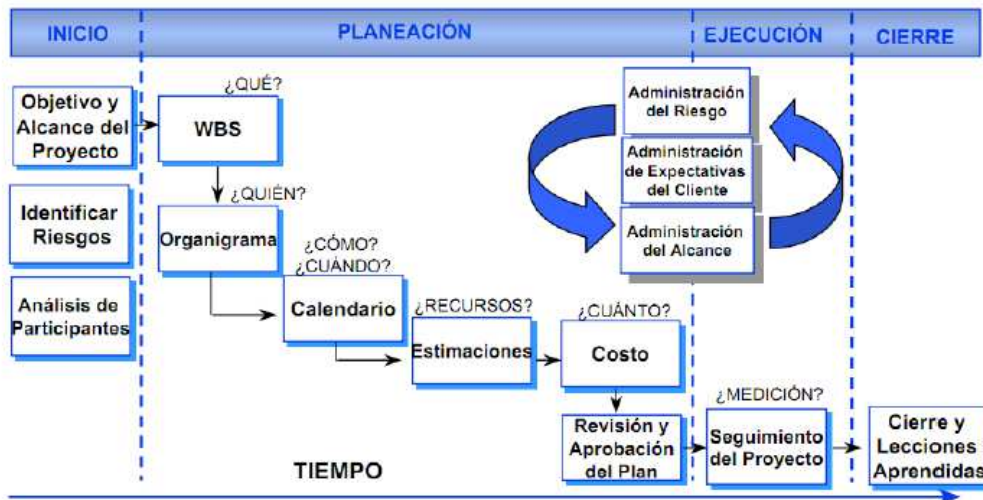 INICIO
PLANEACIÓN
EJECUCIÓN
CIERRE
Objetivo y
Alcance del
Proyecto
Identificar
Riesgos
Análisis de
Participantes
¿QUÉ?
WBS
¿QUIÉN?
Organigrama
¿CÓMO?
¿CUÁNDO?
Calendario
¿RECURSOS?
Estimaciones
¿CUÁNTO?
Costo
Revisión y
Aprobación
del Plan
Administración
del Riesgo
Administración
de Expectativas
del Cliente
Administración
del Alcance
¿MEDICIÓN?
Seguimiento
del Proyecto
Cierre y
Lecciones
Aprendidas
TIEMPO